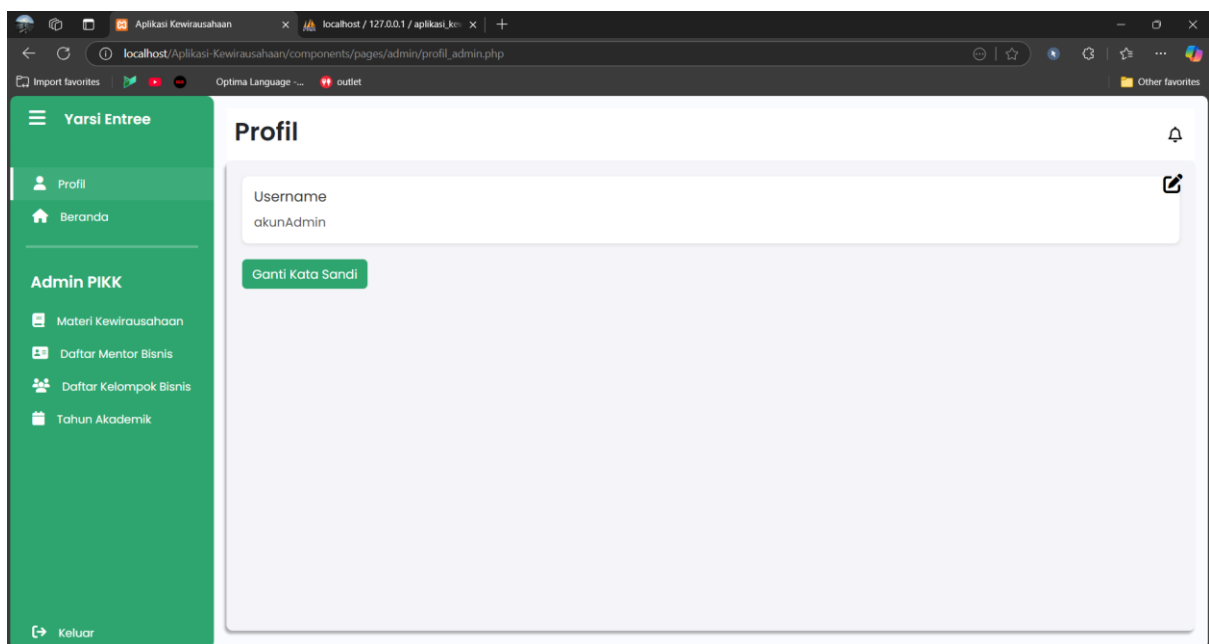 Aplikasi Kewirausahaan
localhost / 127.0.0.1 / aplikasi_kev
localhost/Aplikasi-Kewirausahaan/components/pages/admin/profil_admin.php
Import favorites
Optima Language -...
outlet
Other favorites
Yarsi Entree
Profil
Profil
Beranda
Username
akunAdmin
Ganti Kata Sandi
Admin PIKK
Materi Kewirausahaan
Daftar Mentor Bisnis
Daftar Kelompok Bisnis
Tahun Akademik
Keluar